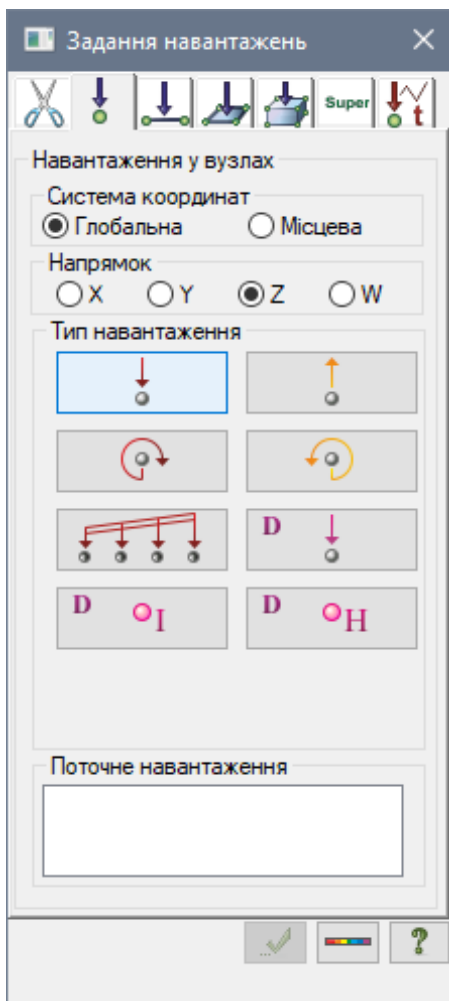 Задання навантажень
Super
t
Навантаження у вузлах
Система координат
Глобальна Місцева
Напрямок
X Y Z W
Тип навантаження
D
D I D H
Поточне навантаження